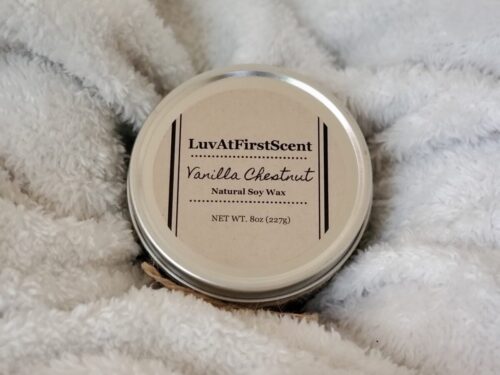 LuvAtFirstScent
Vanilla Chestnut
Natural Soy Wax
NET WT. 8oz (227g)